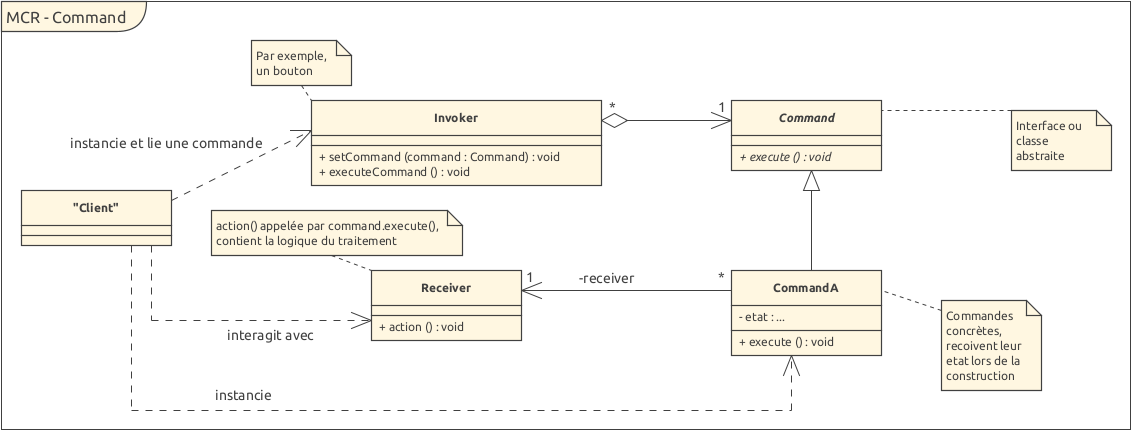 MCR - Command
Par exemple,
un bouton
Invoker
+ setCommand (command : Command) : void
+ executeCommand () : void
*
1
Command
+ execute () : void
Interface ou
classe
abstraite
instancie et lie une commande
"Client"
action() appelée par command.execute(),
contient la logique du traitement
Receiver
+ action () : void
1
-receiver
*
CommandA
- etat : ...
+ execute () : void
Commandes
concrètes,
recoivent leur
etat lors de la
construction
interagit avec
instancie